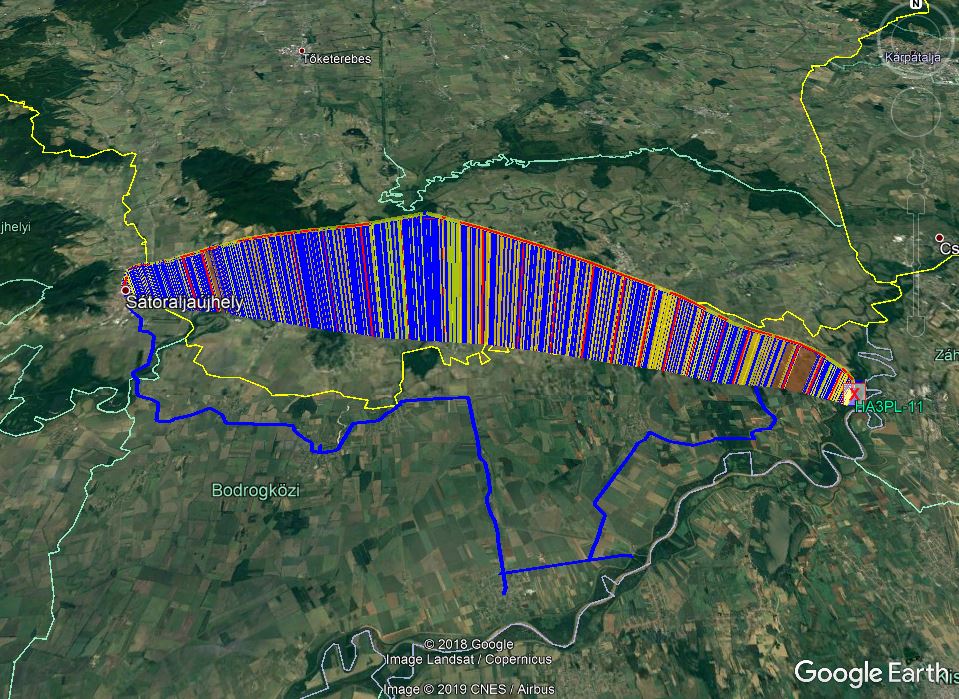 N
Kárpátalja
Tőketerebes
jhelyi
Cs
Sátoraljaújhely
Záh
X
HA3PL-11
Bodrogközi
© 2018 Google
Image Landsat / Copernicus
Image © 2019 CNES / Airbus
Google Earth